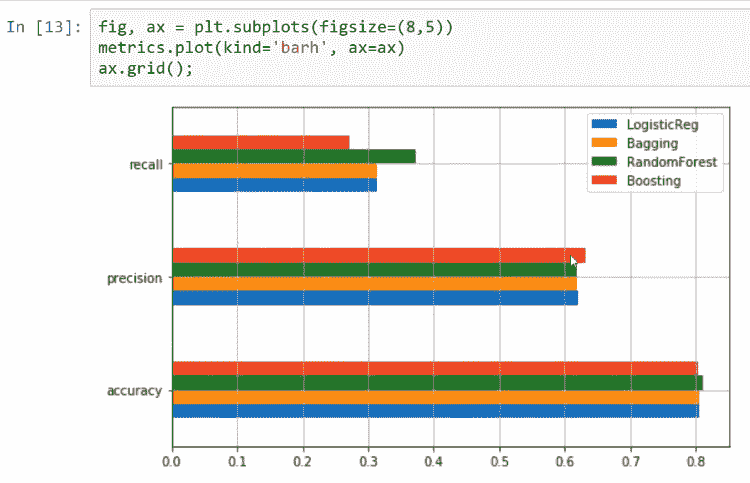 In [13]: fig, ax = plt.subplots(figsize=(8,5))
metrics.plot(kind='barh', ax=ax)
ax.grid();
LogisticReg
Bagging
RandomForest
Boosting
recall
precision
accuracy
0.0 0.1 0.2 0.3 0.4 0.5 0.6 0.7 0.8